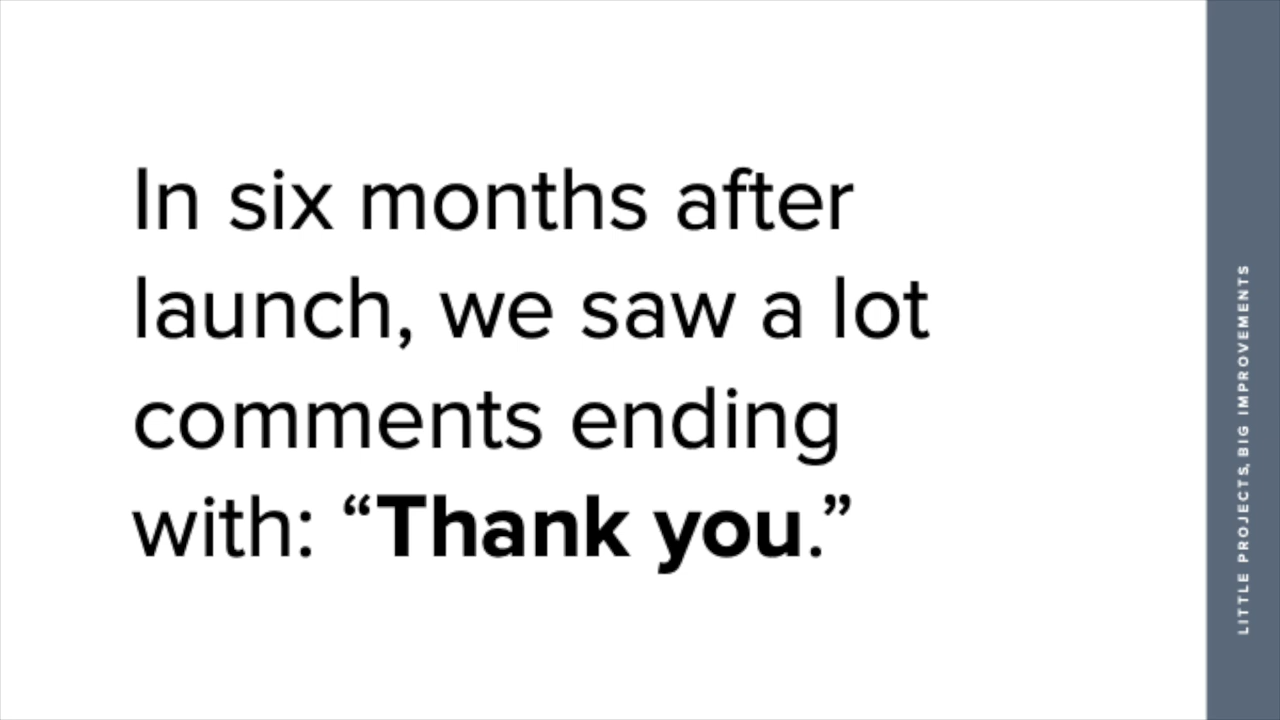 In six months after
launch, we saw a lot
comments ending
with: “Thank you.”
LITTLE PROJECTS, BIG IMPROVEMENTS